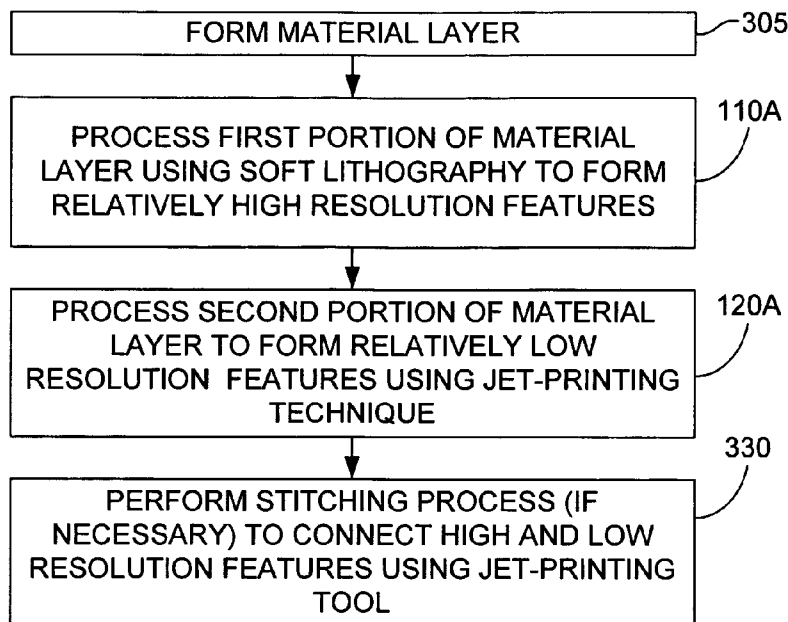 FORM MATERIAL LAYER
305
PROCESS FIRST PORTION OF MATERIAL
LAYER USING SOFT LITHOGRAPHY TO FORM
RELATIVELY HIGH RESOLUTION FEATURES
110A
PROCESS SECOND PORTION OF MATERIAL
LAYER TO FORM RELATIVELY LOW
RESOLUTION FEATURES USING JET-PRINTING
TECHNIQUE
120A
PERFORM STITCHING PROCESS (IF
NECESSARY) TO CONNECT HIGH AND LOW
RESOLUTION FEATURES USING JET-PRINTING
TOOL
330